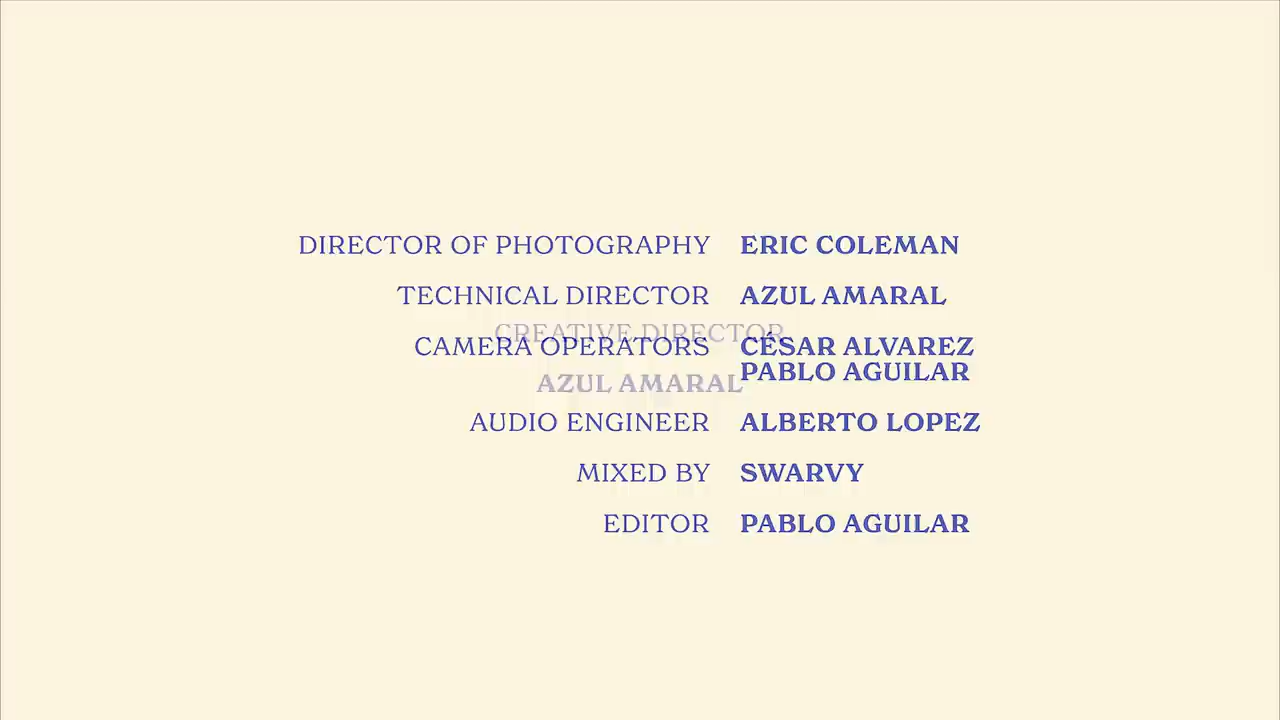 DIRECTOR OF PHOTOGRAPHY ERIC COLEMAN
TECHNICAL DIRECTOR AZUL AMARAL
CREATIVE DIRECTOR
CAMERA OPERATORS CÉSAR ALVAREZ
PABLO AGUILAR
AZUL AMARAL
AUDIO ENGINEER ALBERTO LOPEZ
MIXED BY SWARVY
EDITOR PABLO AGUILAR